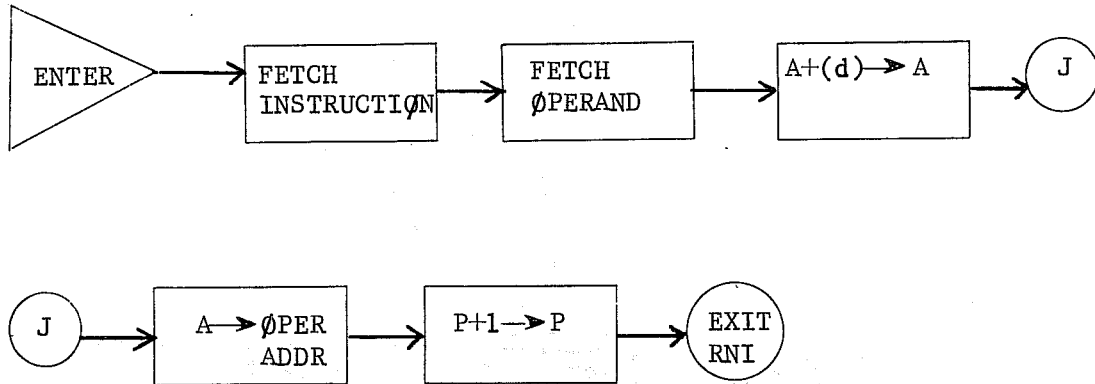 ENTER
FETCH
INSTRUCTIØN
FETCH
ØPERAND
A+(d)→ A
J
J
A→ØPER
ADDR
P+1→ P
EXIT
RNI